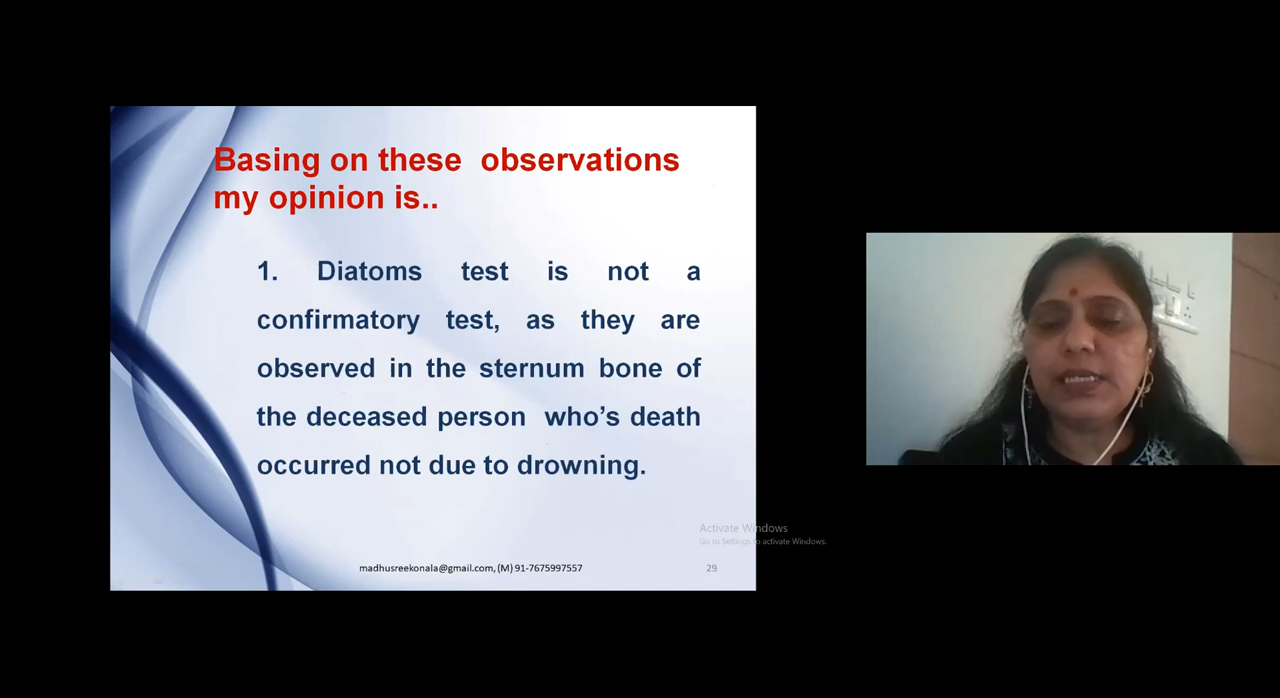 Basing on these observations
my opinion is..
1. Diatoms test is not a
confirmatory test, as they are
observed in the sternum bone of
the deceased person who’s death
occurred not due to drowning.
Activate Windows
Go to Settings to activate Windows.
madhusreekonala@gmail.com, (M) 91-7675997557
29